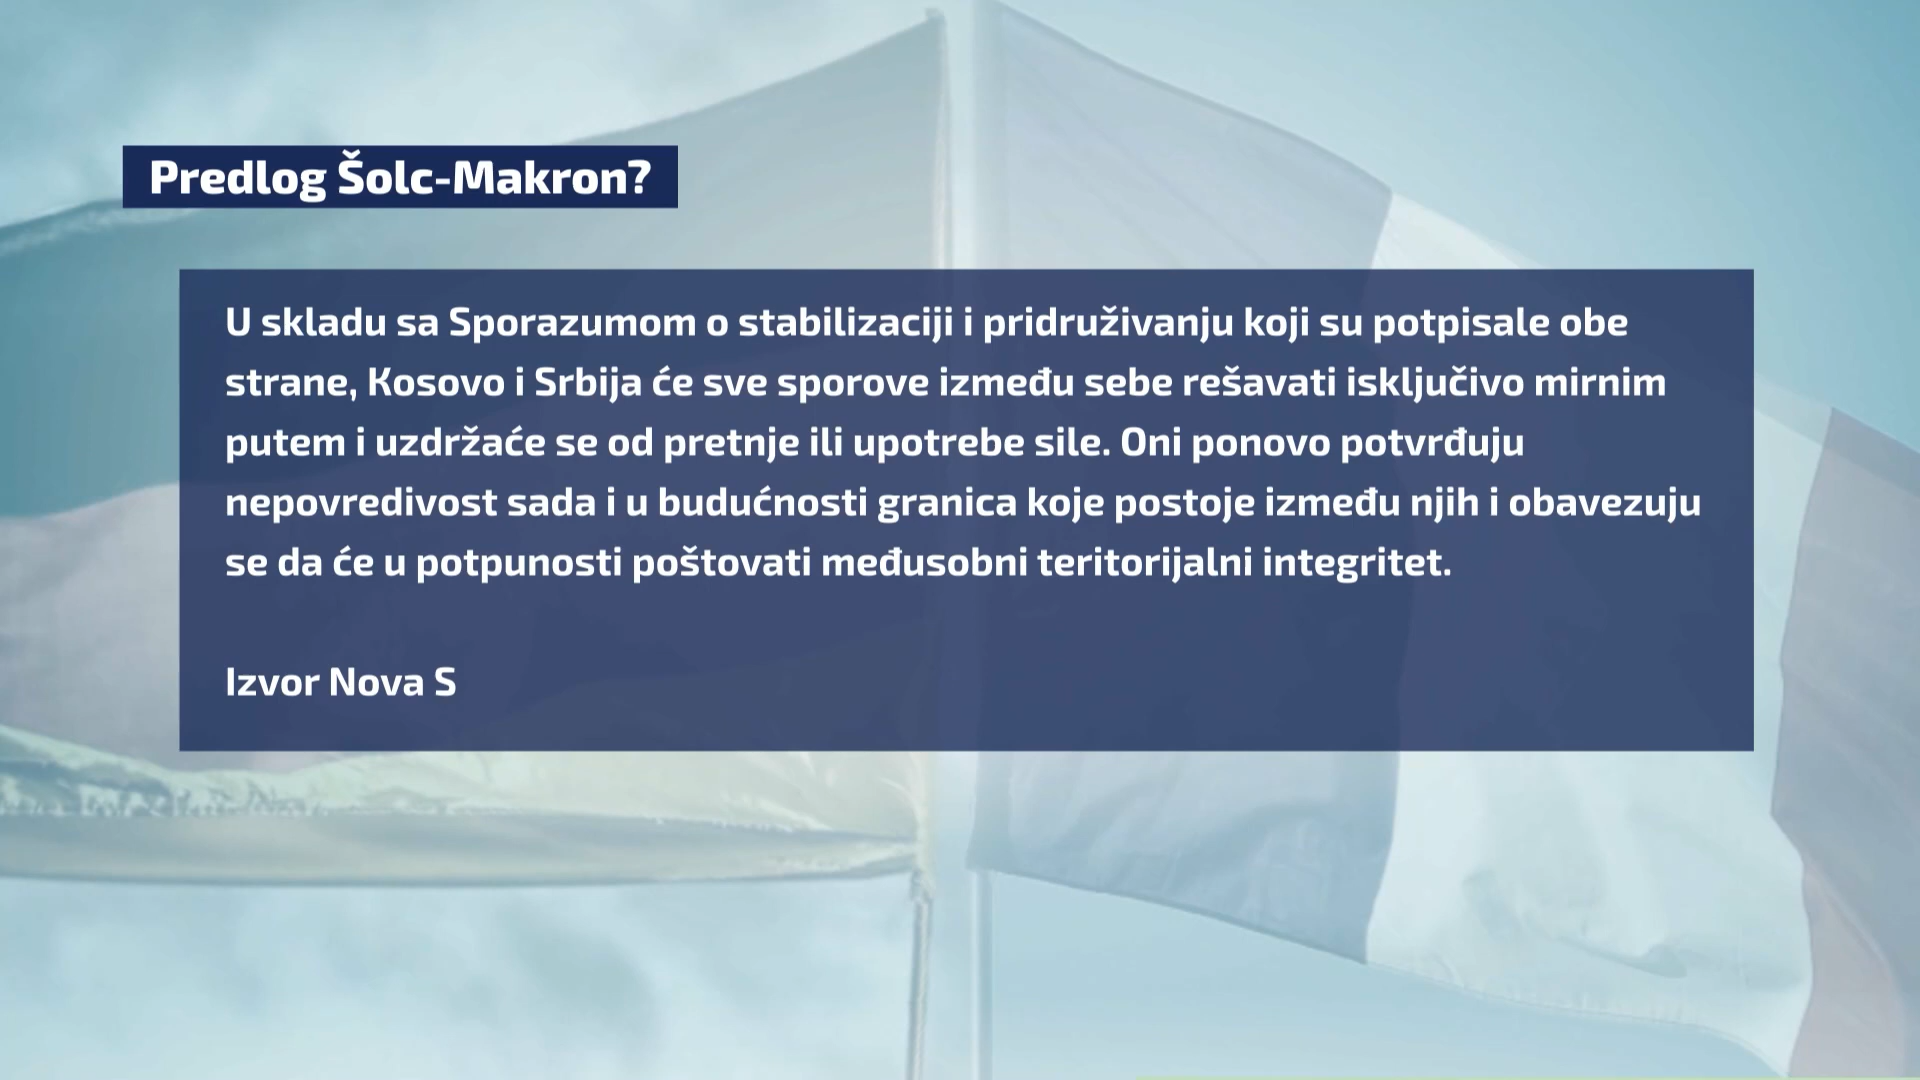 Predlog Šolc-Makron?
U skladu sa Sporazumom o stabilizaciji i pridruživanju koji su potpisale obe
strane, Kosovo i Srbija će sve sporove između sebe rešavati isključivo mirnim
putem i uzdržaće se od pretnje ili upotrebe sile. Oni ponovo potvrđuju
nepovredivost sada i u budućnosti granica koje postoje između njih i obavezuju
se da će u potpunosti poštovati međusobni teritorijalni integritet.
Izvor Nova S